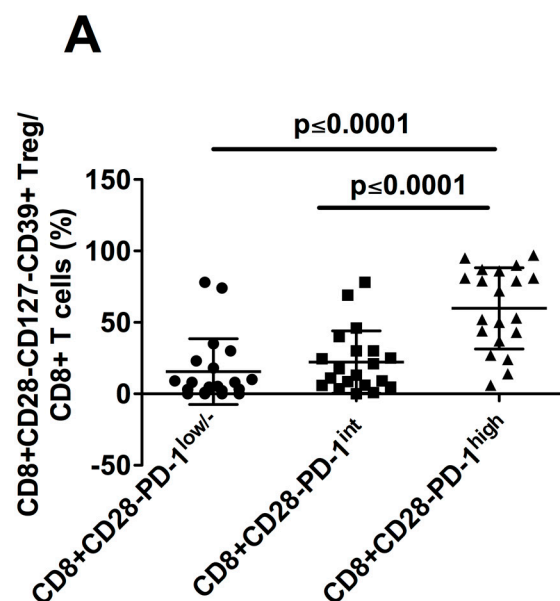 A
p≤0.0001
p≤0.0001
CD8+CD28-CD127-CD39+ Treg/
CD8+ T cells (%)
150
100
50
0
-50
CD8+CD28-PD-1low/-
CD8+CD28-PD-1int
CD8+CD28-PD-1high